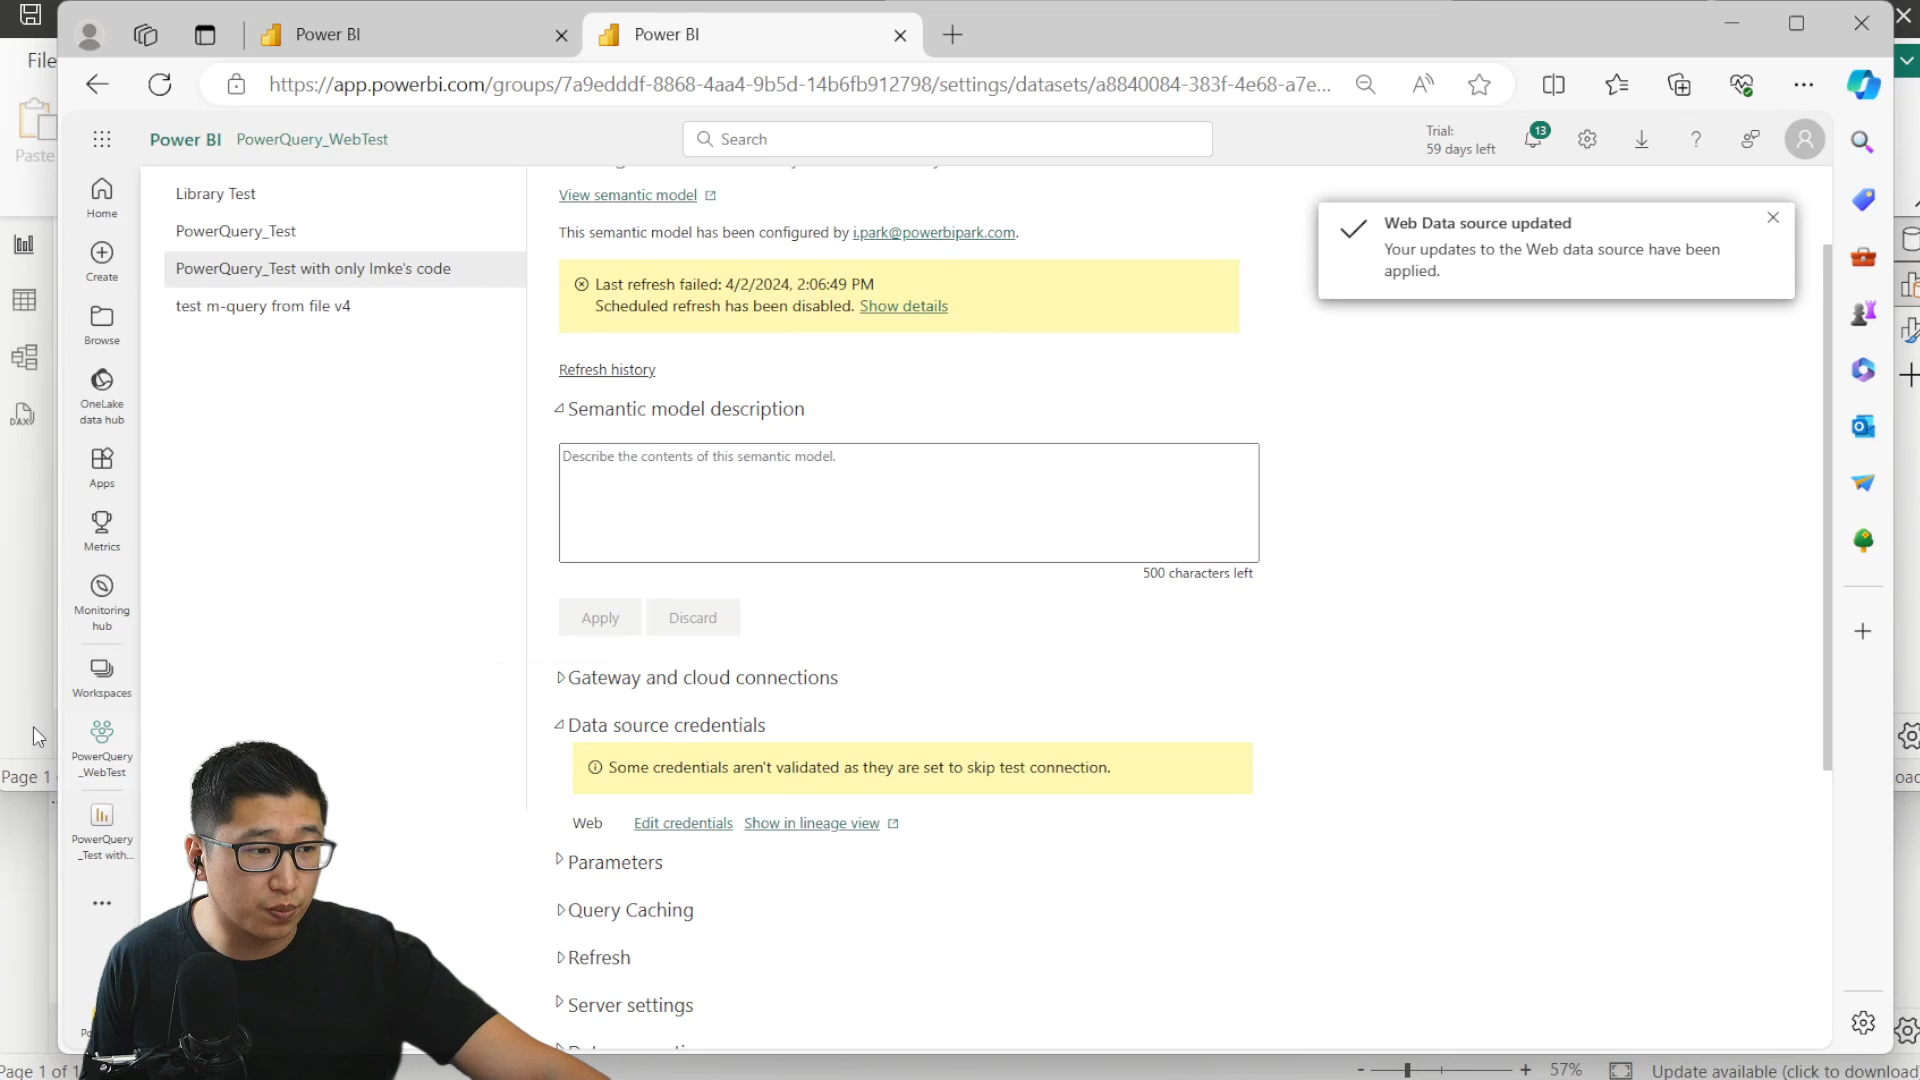 File
Paste
Power BI
Power BI
https://app.powerbi.com/groups/7a9edddf-8868-4aa4-9b5d-14b6fb912798/settings/datasets/a8840084-383f-4e68-a7e...
Power BI PowerQuery_WebTest
Search
Trial:
59 days left
13
Home
Create
Browse
OneLake
data hub
Apps
Metrics
Monitoring
hub
Workspaces
PowerQuery
_WebTest
PowerQuery
_Test with...
DAX
Page 1
Library Test
PowerQuery_Test
PowerQuery_Test with only Imke's code
test m-query from file v4
View semantic model
This semantic model has been configured by i.park@powerbipark.com.
Last refresh failed: 4/2/2024, 2:06:49 PM
Scheduled refresh has been disabled. Show details
Refresh history
Semantic model description
Describe the contents of this semantic model.
500 characters left
Apply Discard
Gateway and cloud connections
Data source credentials
Some credentials aren't validated as they are set to skip test connection.
Web Edit credentials Show in lineage view
Parameters
Query Caching
Refresh
Server settings
Web Data source updated
Your updates to the Web data source have been
applied.
Page 1 of 1
57%
Update available (click to download